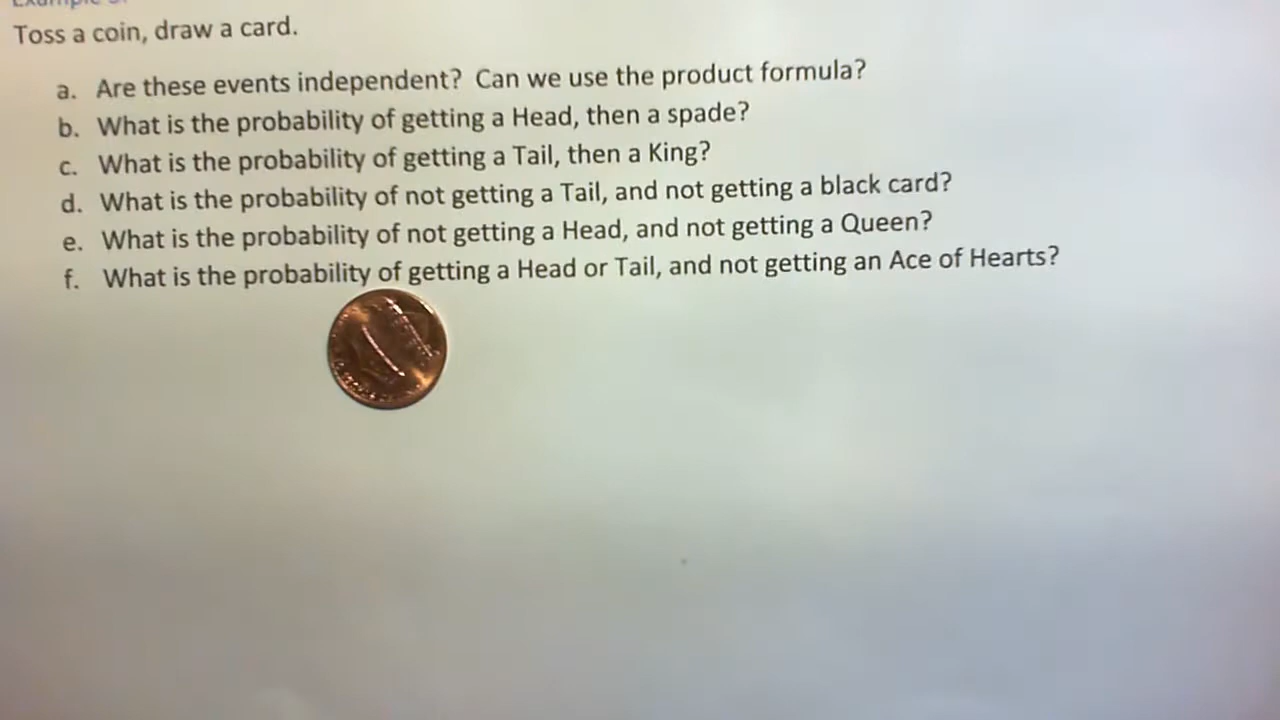 Toss a coin, draw a card.
a. Are these events independent? Can we use the product formula?
b. What is the probability of getting a Head, then a spade?
c. What is the probability of getting a Tail, then a King?
d. What is the probability of not getting a Tail, and not getting a black card?
e. What is the probability of not getting a Head, and not getting a Queen?
f. What is the probability of getting a Head or Tail, and not getting an Ace of Hearts?